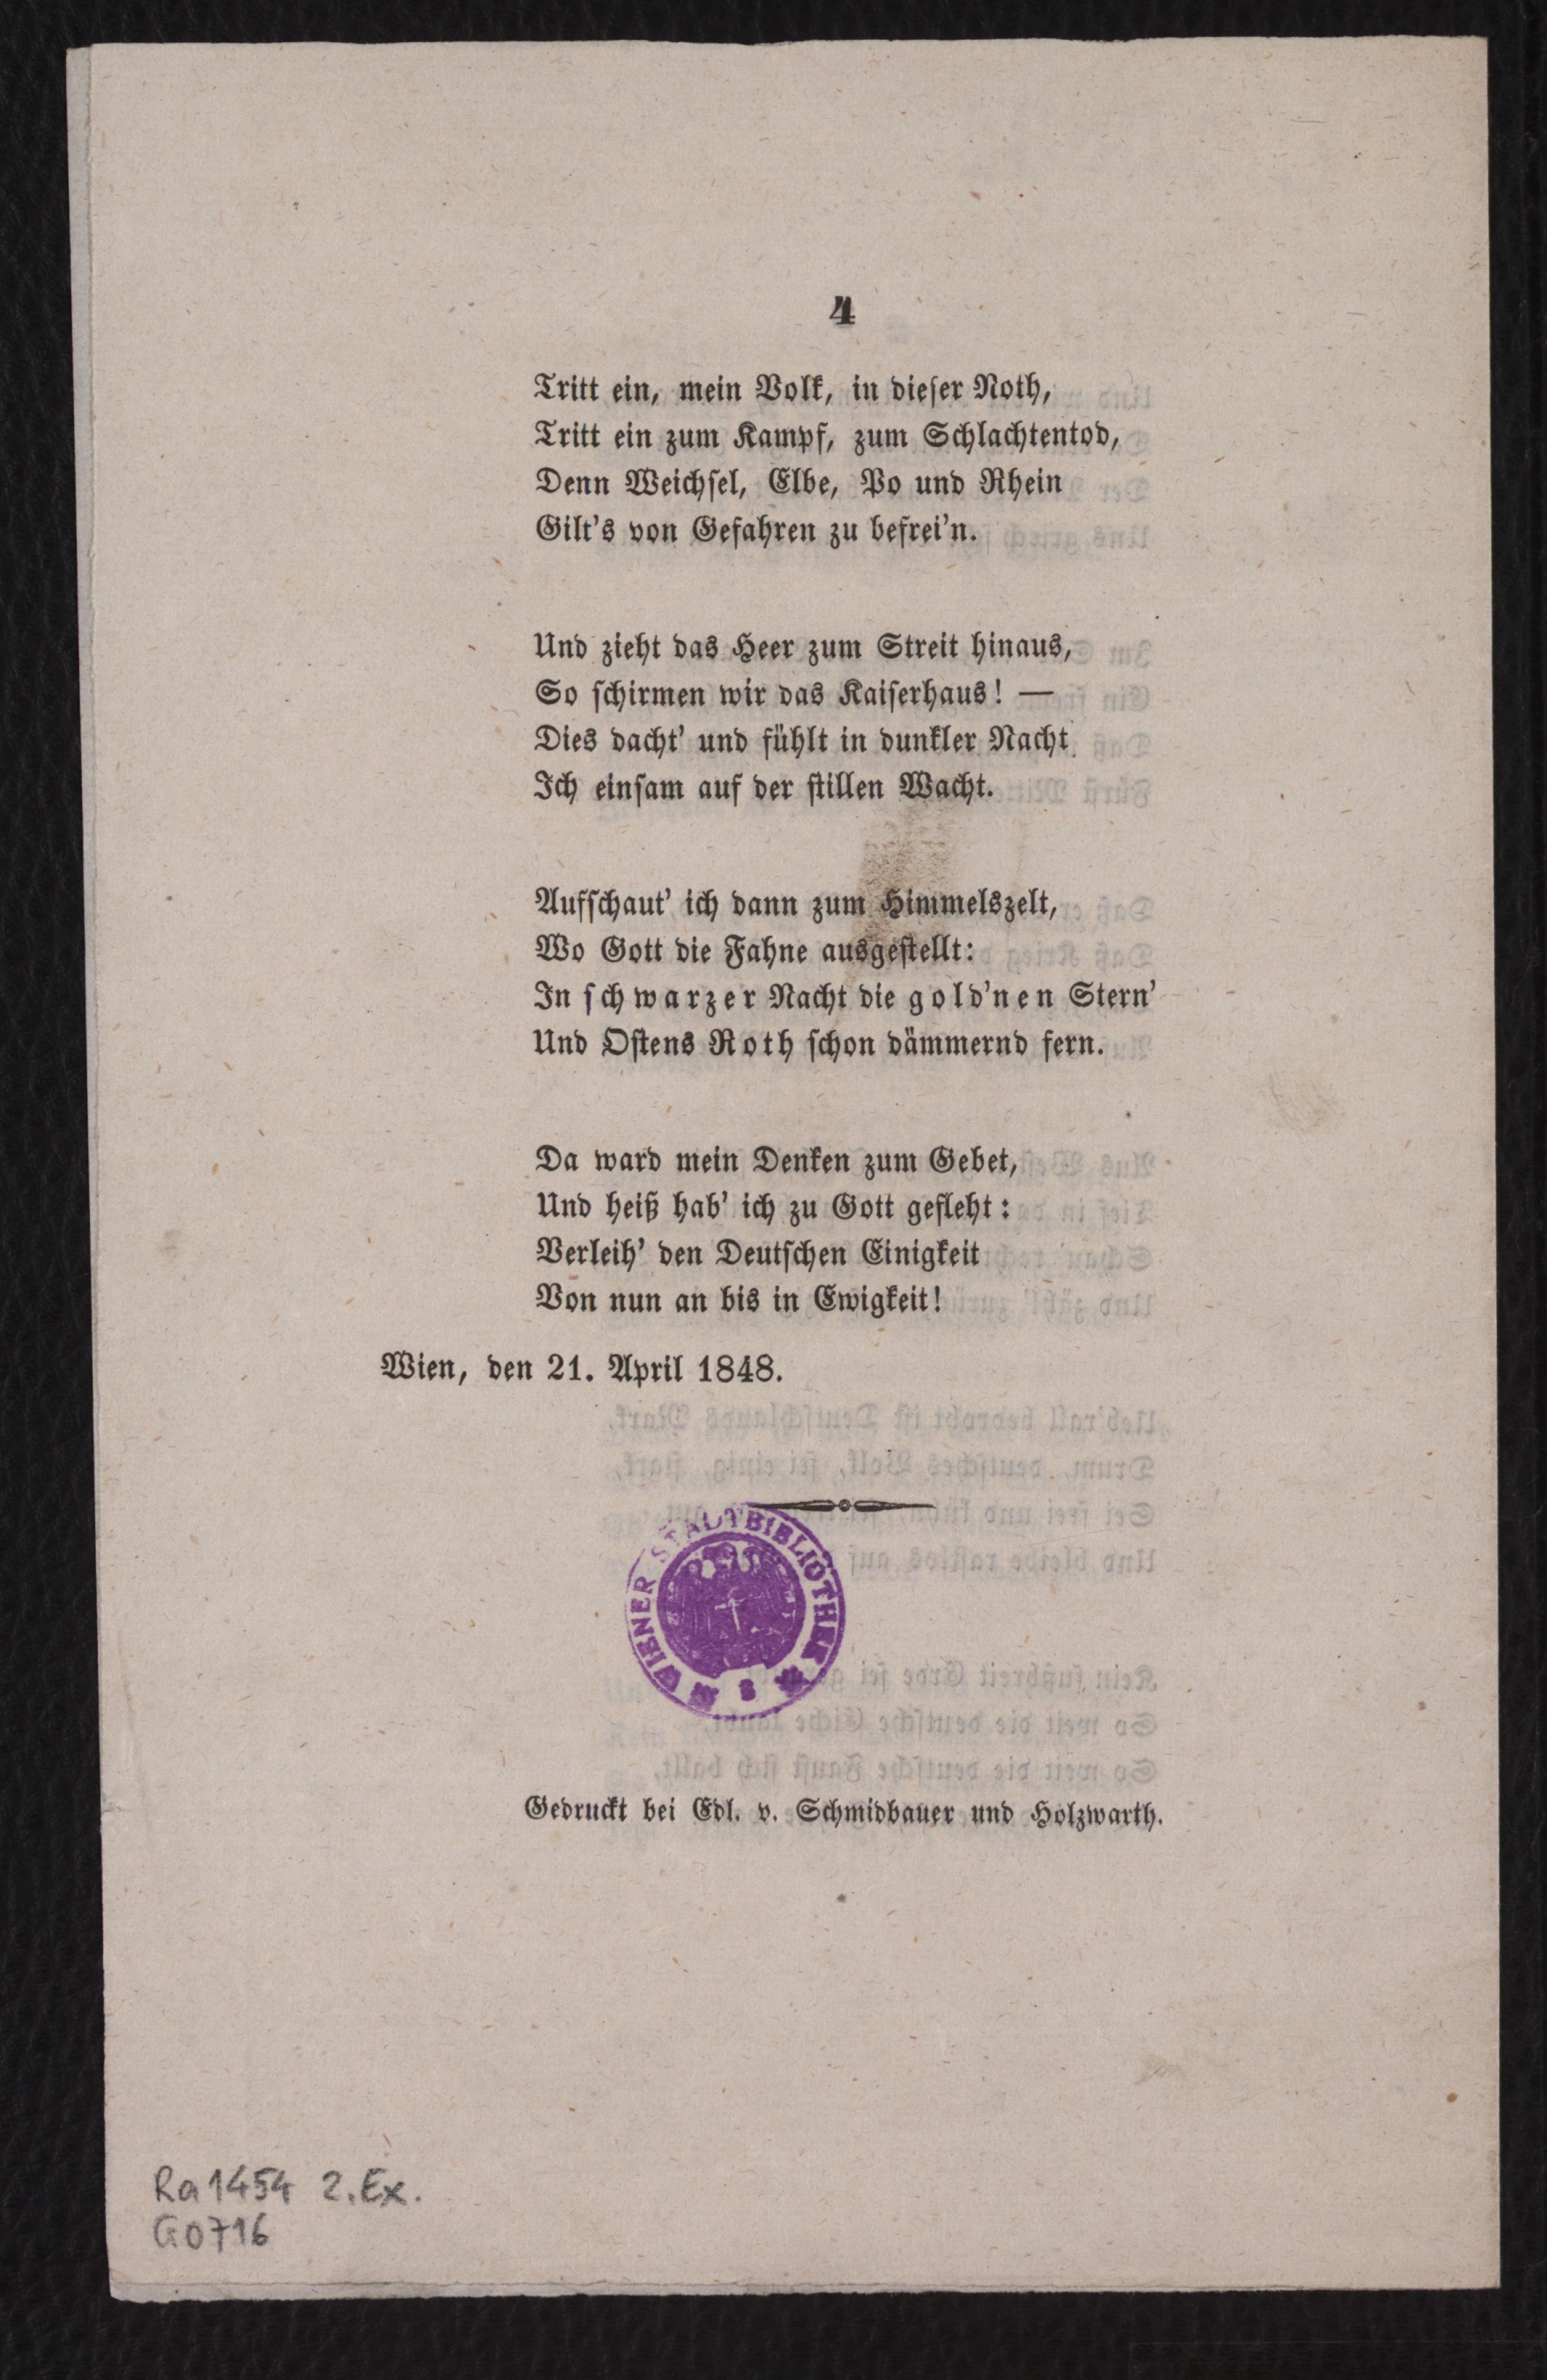 4
Tritt ein, mein Volk, in dieser Noth,
Tritt ein zum Kampf, zum Schlachtentod,
Denn Weichsel, Elbe, Po und Rhein
Gilt's von Gefahren zu befrei'n.
Und zieht das Heer zum Streit hinaus,
So schirmen wir das Kaiserhaus! —
Dies dacht' und fühlt in dunkler Nacht
Ich einsam auf der stillen Wacht.
Aufschaut' ich dann zum Himmelszelt,
Wo Gott die Fahne ausgestellt:
In schwarzer Nacht die gold'nen Stern'
Und Ostens Roth schon dämmernd fern.
Da ward mein Denken zum Gebet,
Und heiß hab' ich zu Gott gefleht:
Verleih' den Deutschen Einigkeit
Von nun an bis in Ewigkeit!
Wien, den 21. April 1848.
WIENER STADTBIBLIOTHEK
Gedruckt bei Edl. v. Schmidbauer und Holzwarth.
Ra1454 2.Ex.
G0716